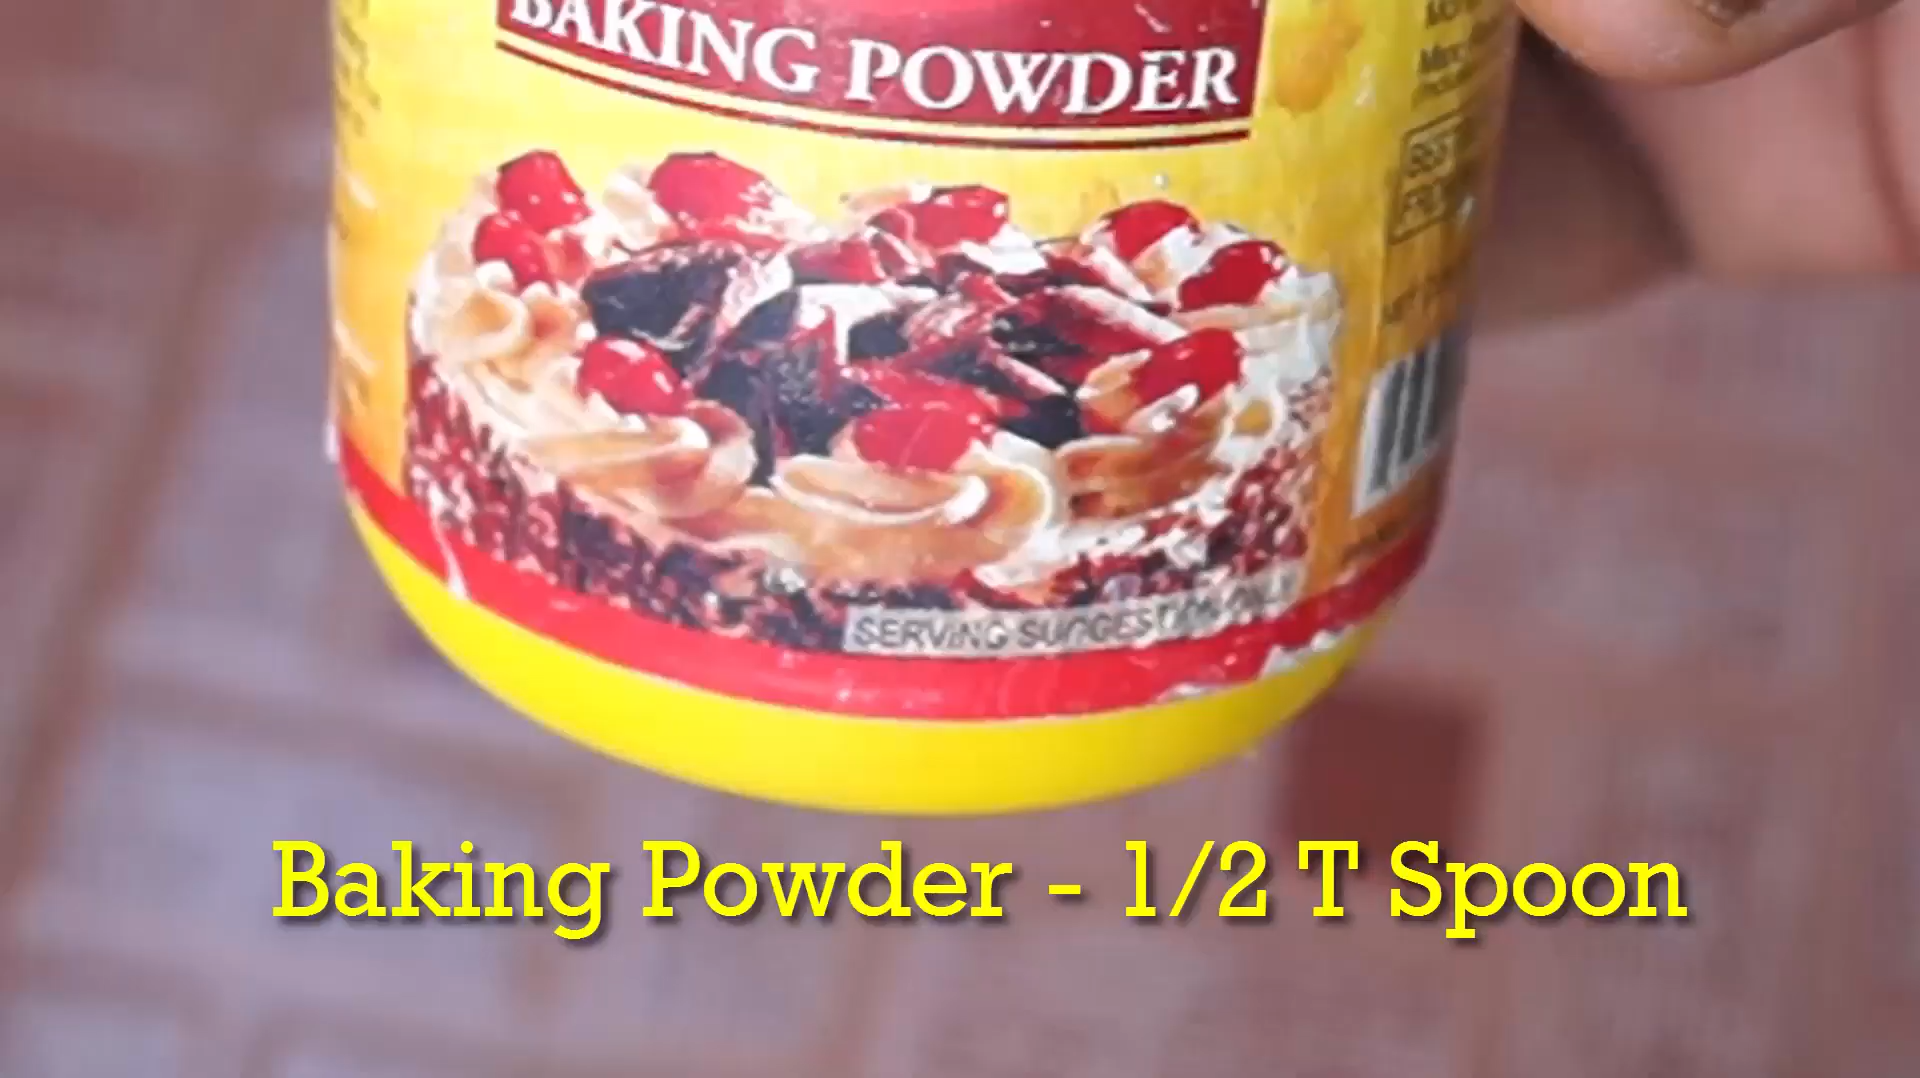 BAKING POWDER
SERVING SUGGESTION ONLY
Baking Powder - 1/2 T Spoon